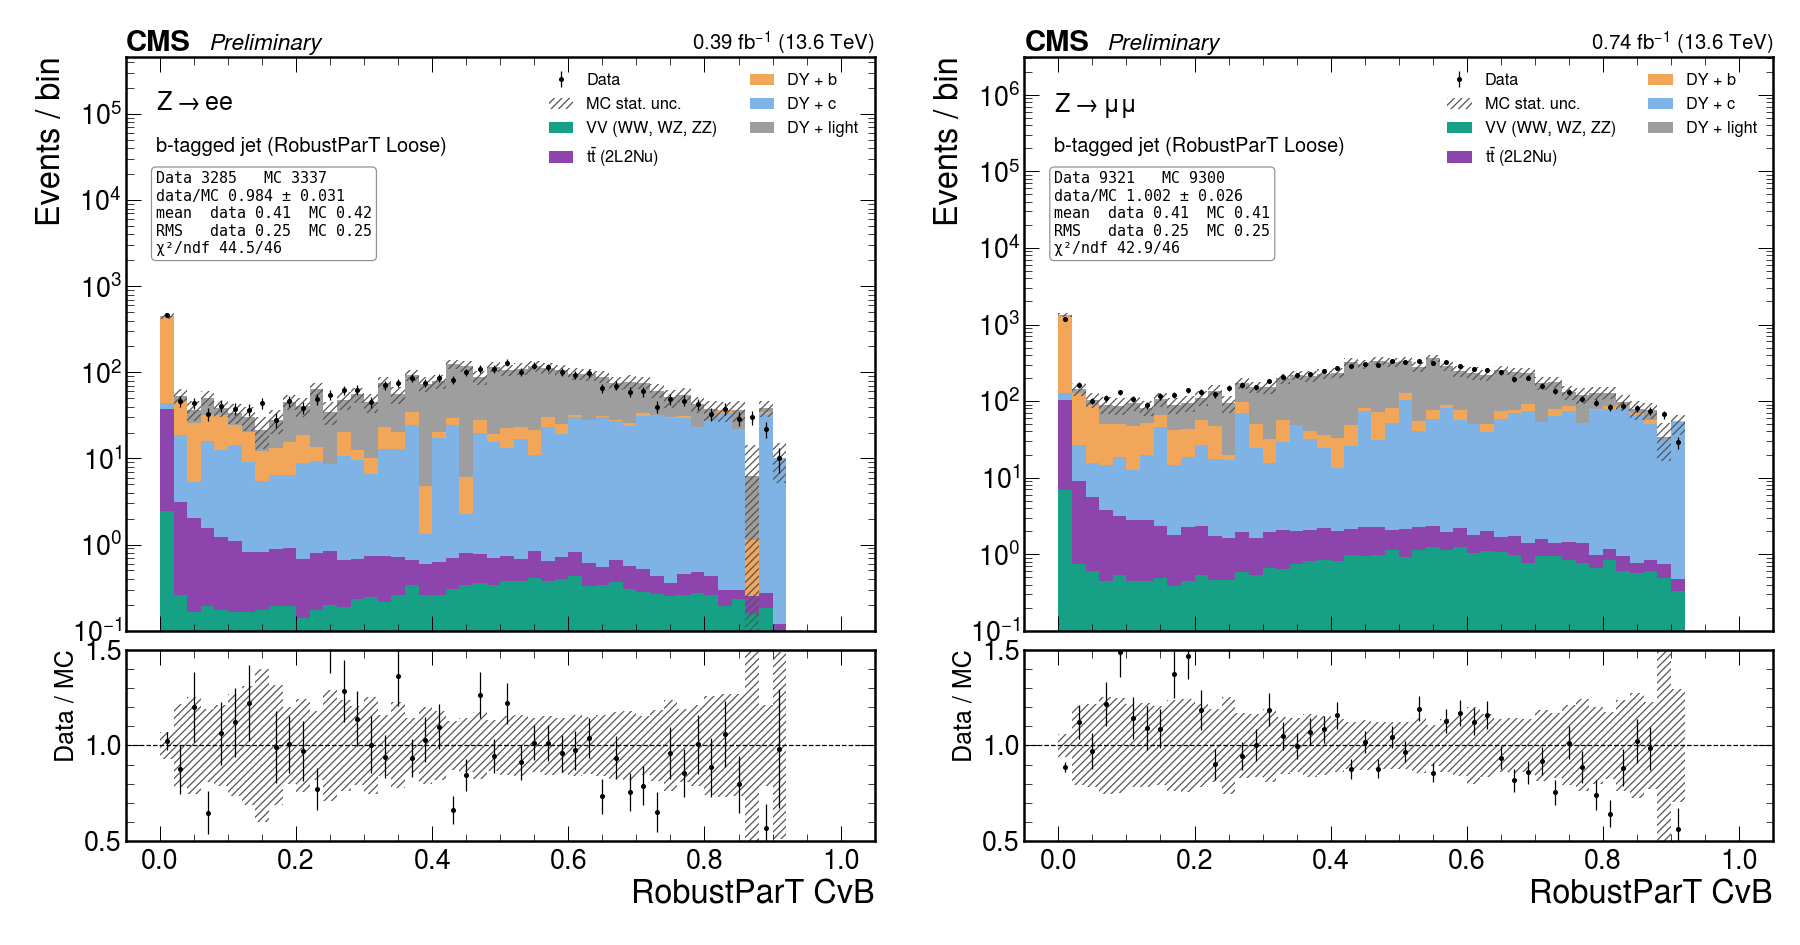 CMS Preliminary 0.39 fb⁻¹ (13.6 TeV)
Events / bin
Z → ee
b-tagged jet (RobustParT Loose)
Data 3285 MC 3337
data/MC 0.984 ± 0.031
mean data 0.41 MC 0.42
RMS data 0.25 MC 0.25
χ²/ndf 44.5/46
Data
MC stat. unc.
VV (WW, WZ, ZZ)
tt̄ (2L2Nu)
DY + b
DY + c
DY + light
10⁵
10⁴
10³
10²
10¹
10⁰
10⁻¹
Data / MC
1.5
1.0
0.5
0.0 0.2 0.4 0.6 0.8 1.0
RobustParT CvB
CMS Preliminary 0.74 fb⁻¹ (13.6 TeV)
Events / bin
Z → μμ
b-tagged jet (RobustParT Loose)
Data 9321 MC 9300
data/MC 1.002 ± 0.026
mean data 0.41 MC 0.41
RMS data 0.25 MC 0.25
χ²/ndf 42.9/46
Data
MC stat. unc.
VV (WW, WZ, ZZ)
tt̄ (2L2Nu)
DY + b
DY + c
DY + light
10⁶
10⁵
10⁴
10³
10²
10¹
10⁰
10⁻¹
Data / MC
1.5
1.0
0.5
0.0 0.2 0.4 0.6 0.8 1.0
RobustParT CvB